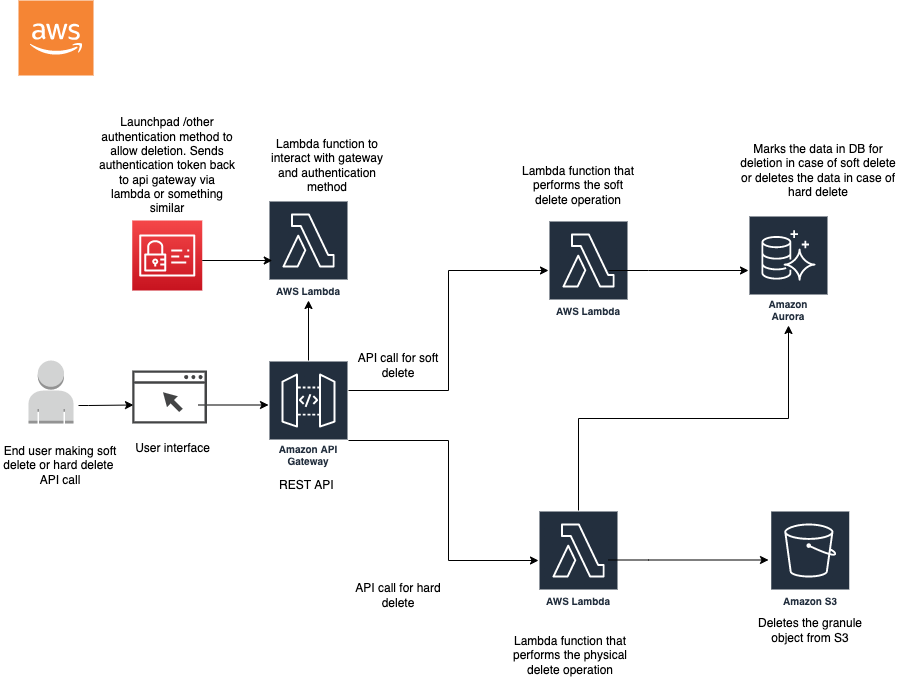 aws
Launchpad /other
authentication method to
allow deletion. Sends
authentication token back
to api gateway via
lambda or something
similar
Lambda function to
interact with gateway
and authentication
method
AWS Lambda
Lambda function that
performs the soft
delete operation
AWS Lambda
Marks the data in DB for
deletion in case of soft delete
or deletes the data in case of
hard delete
Amazon
Aurora
API call for soft
delete
End user making soft
delete or hard delete
API call
User interface
</>
Amazon API
Gateway
REST API
API call for hard
delete
AWS Lambda
Lambda function that
performs the physical
delete operation
Amazon S3
Deletes the granule
object from S3